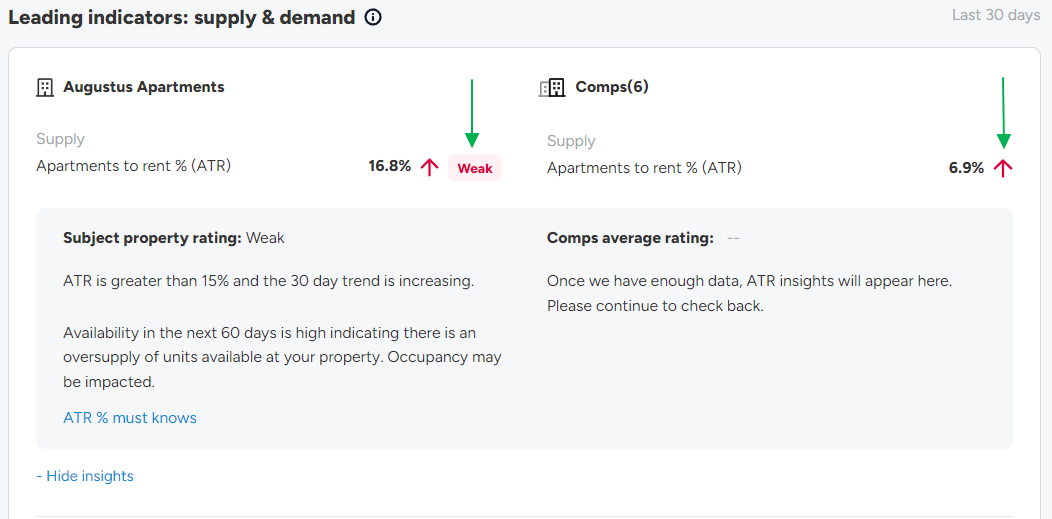 Leading indicators: supply & demand
Last 30 days
Augustus Apartments
Supply
Apartments to rent % (ATR)
16.8%
Weak
Comps(6)
Supply
Apartments to rent % (ATR)
6.9%
Subject property rating: Weak
ATR is greater than 15% and the 30 day trend is increasing.
Availability in the next 60 days is high indicating there is an
oversupply of units available at your property. Occupancy may
be impacted.
ATR % must knows
Comps average rating: --
Once we have enough data, ATR insights will appear here.
Please continue to check back.
- Hide insights